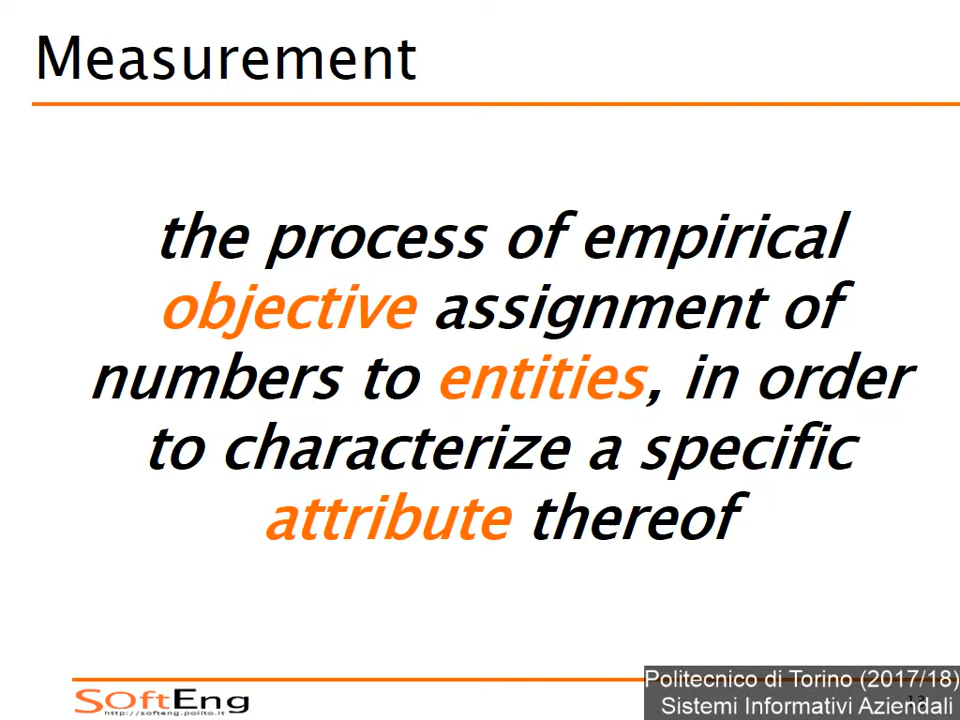 Measurement
the process of empirical
objective assignment of
numbers to entities, in order
to characterize a specific
attribute thereof
SoftEng
http://softeng.polito.it
Politecnico di Torino (2017/18)
Sistemi Informativi Aziendali